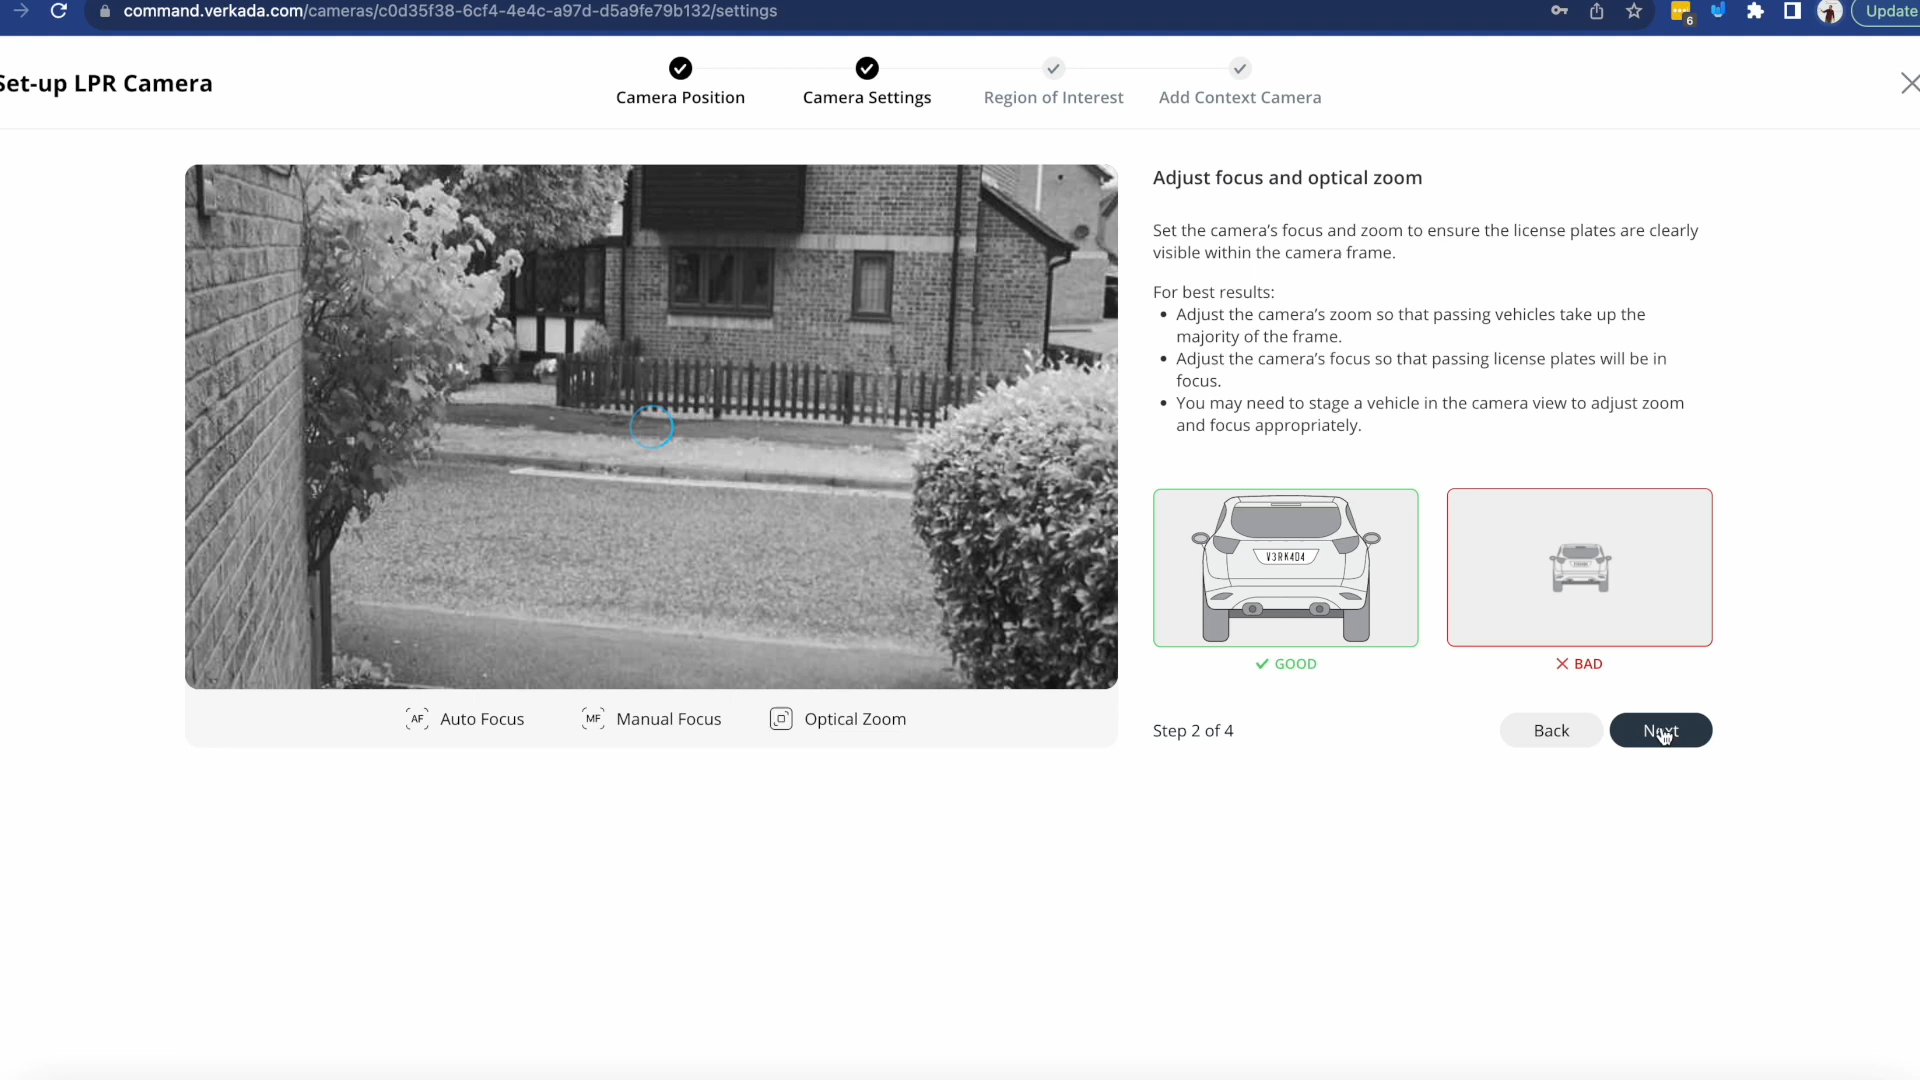 command.verkada.com/cameras/c0d35f38-6cf4-4e4c-a97d-d5a9fe79b132/settings
6
Update
Set-up LPR Camera
Camera Position
Camera Settings
Region of Interest
Add Context Camera
Adjust focus and optical zoom
Set the camera's focus and zoom to ensure the license plates are clearly
visible within the camera frame.
For best results:
• Adjust the camera's zoom so that passing vehicles take up the
majority of the frame.
• Adjust the camera's focus so that passing license plates will be in
focus.
• You may need to stage a vehicle in the camera view to adjust zoom
and focus appropriately.
V3RK4D4
GOOD
BAD
AF Auto Focus
MF Manual Focus
Optical Zoom
Step 2 of 4
Back
Next